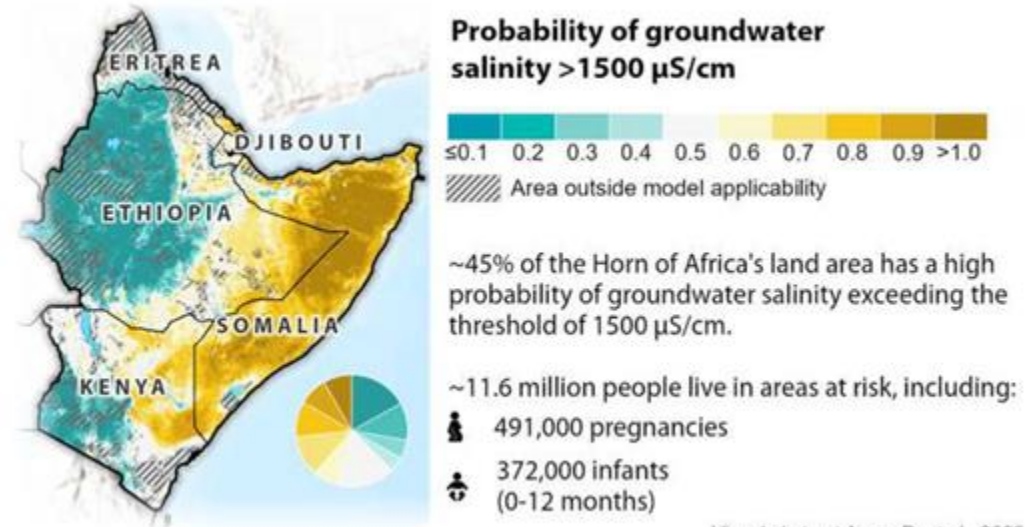 Probability of groundwater
salinity >1500 µS/cm
≤0.1 0.2 0.3 0.4 0.5 0.6 0.7 0.8 0.9 >1.0
Area outside model applicability
ERITREA
DJIBOUTI
ETHIOPIA
SOMALIA
KENYA
~45% of the Horn of Africa's land area has a high
probability of groundwater salinity exceeding the
threshold of 1500 µS/cm.
~11.6 million people live in areas at risk, including:
491,000 pregnancies
372,000 infants
(0-12 months)